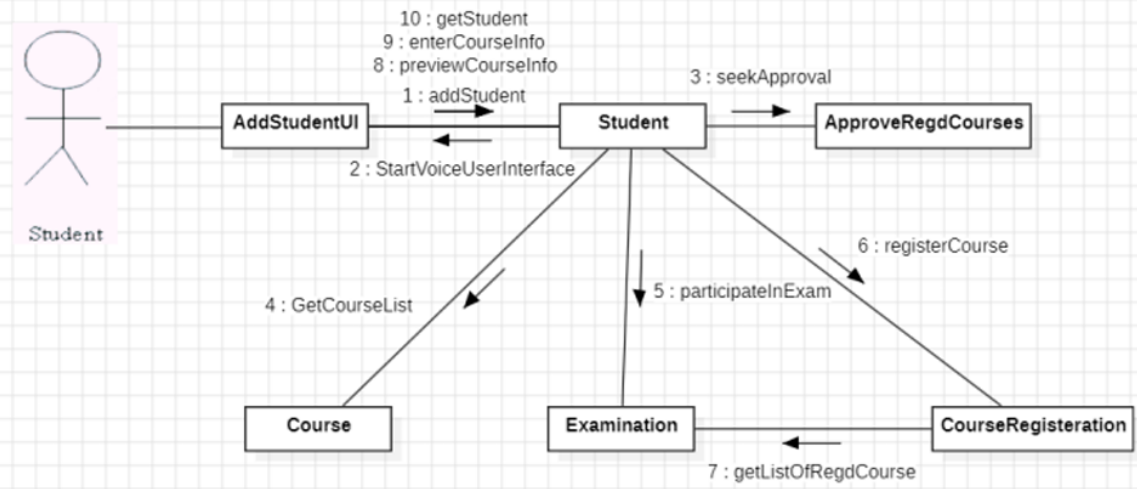 10 : getStudent
9 : enterCourseInfo
8 : previewCourseInfo
1 : addStudent
3 : seekApproval
AddStudentUI
Student
ApproveRegdCourses
2 : StartVoiceUserInterface
Student
6 : registerCourse
5 : participateInExam
4 : GetCourseList
Course
Examination
CourseRegisteration
7 : getListOfRegdCourse